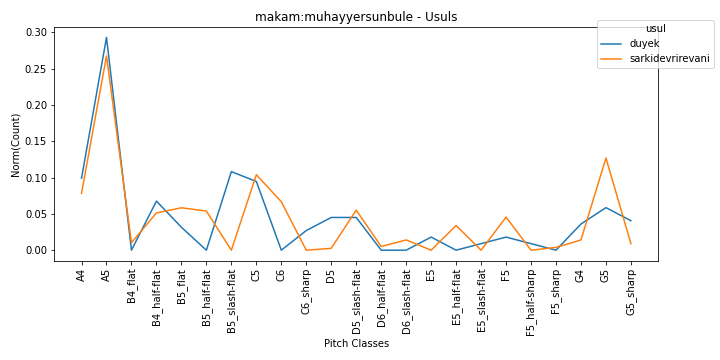 makam:muhayyersunbule - Usuls
usul
duyek
sarkidevrirevani
Norm(Count)
0.30
0.25
0.20
0.15
0.10
0.05
0.00
A4
A5
B4_flat
B4_half-flat
B5_flat
B5_half-flat
B5_slash-flat
C5
C6
C6_sharp
D5
D5_slash-flat
D6_half-flat
D6_slash-flat
E5
E5_half-flat
E5_slash-flat
F5
F5_half-sharp
F5_sharp
G4
G5
G5_sharp
Pitch Classes